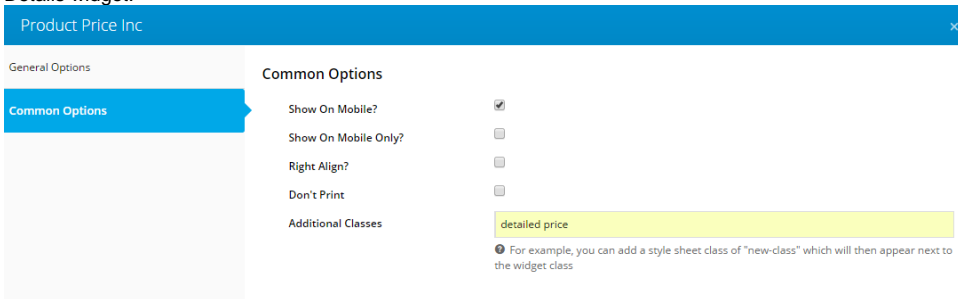 Details widget.
Product Price Inc ×
General Options
Common Options
Common Options
Show On Mobile?
Show On Mobile Only?
Right Align?
Don't Print
Additional Classes
detailed price
For example, you can add a style sheet class of "new-class" which will then appear next to
the widget class